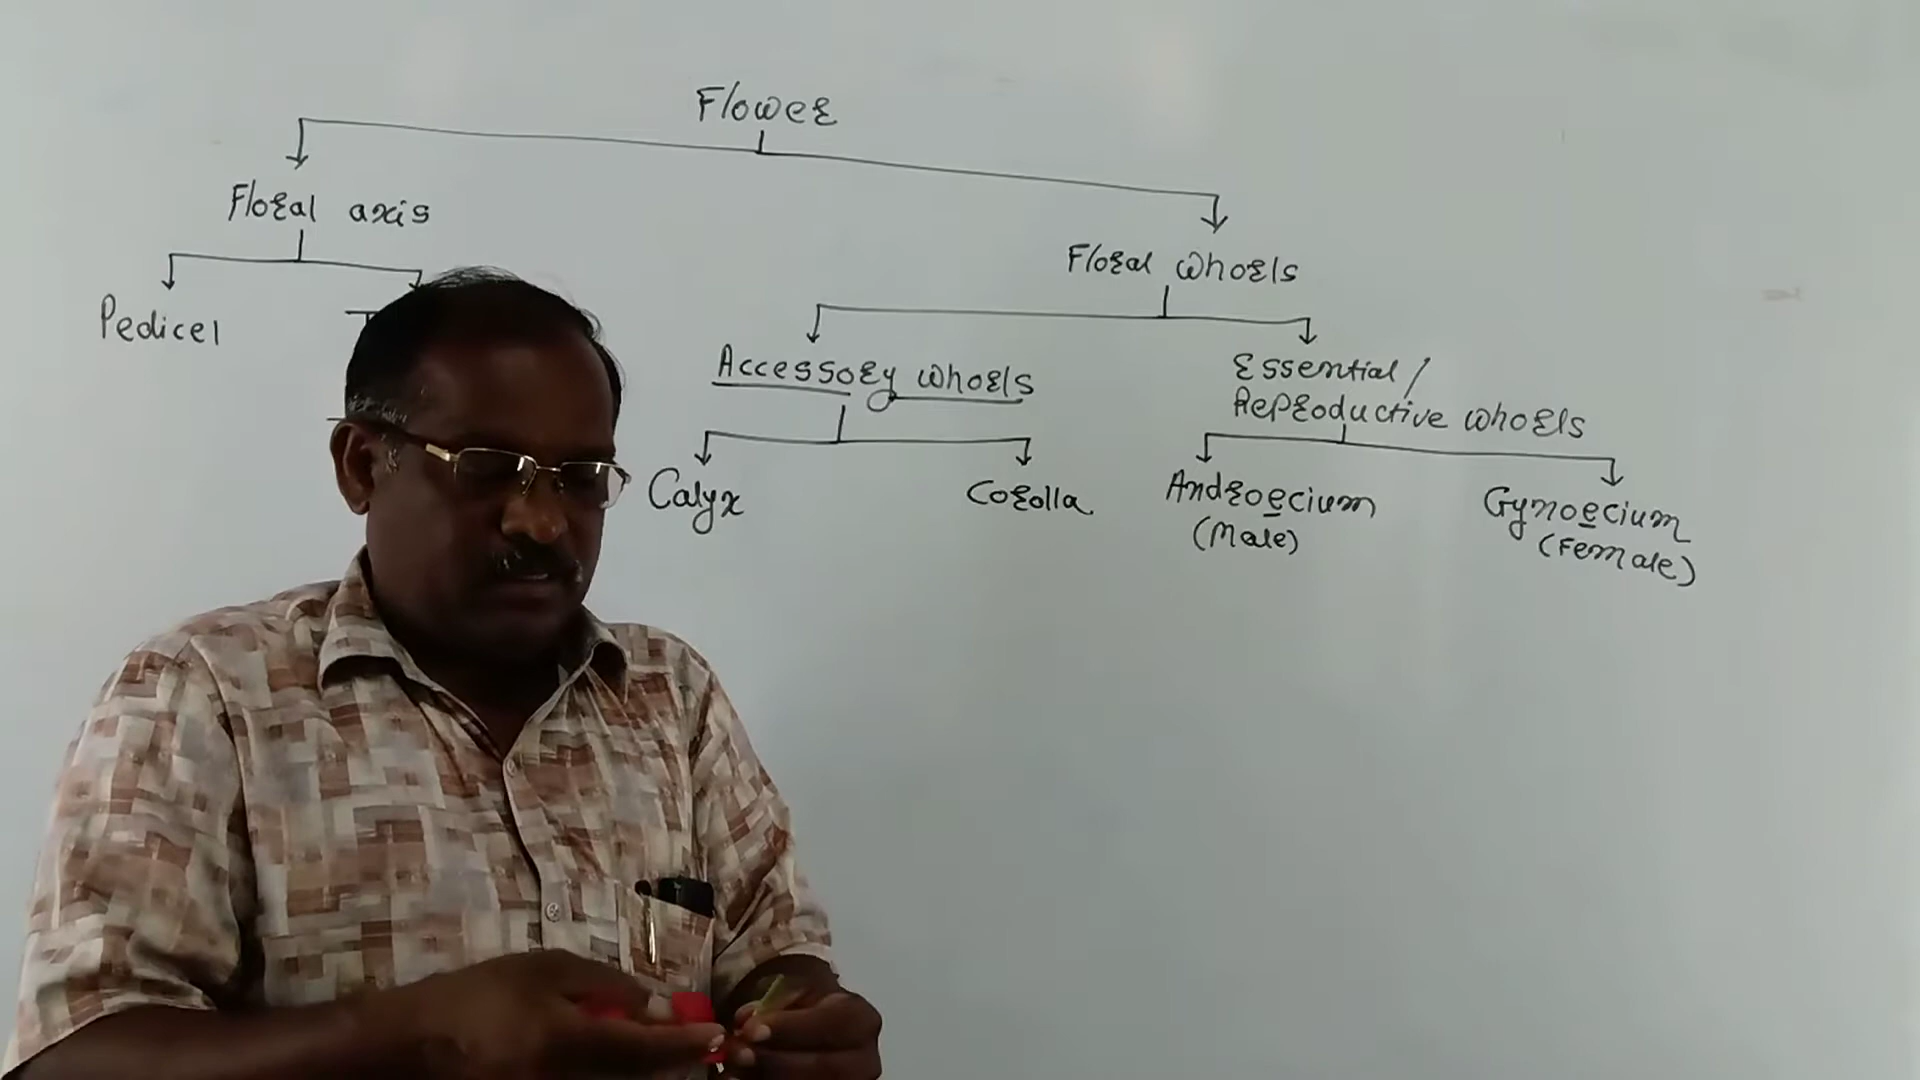 Flower
Floral axis
Floral whorls
Pedicel
Accessory whorls
Essential/
Reproductive whorls
Calyx
Corolla
Androecium
(Male)
Gynoecium
(Female)